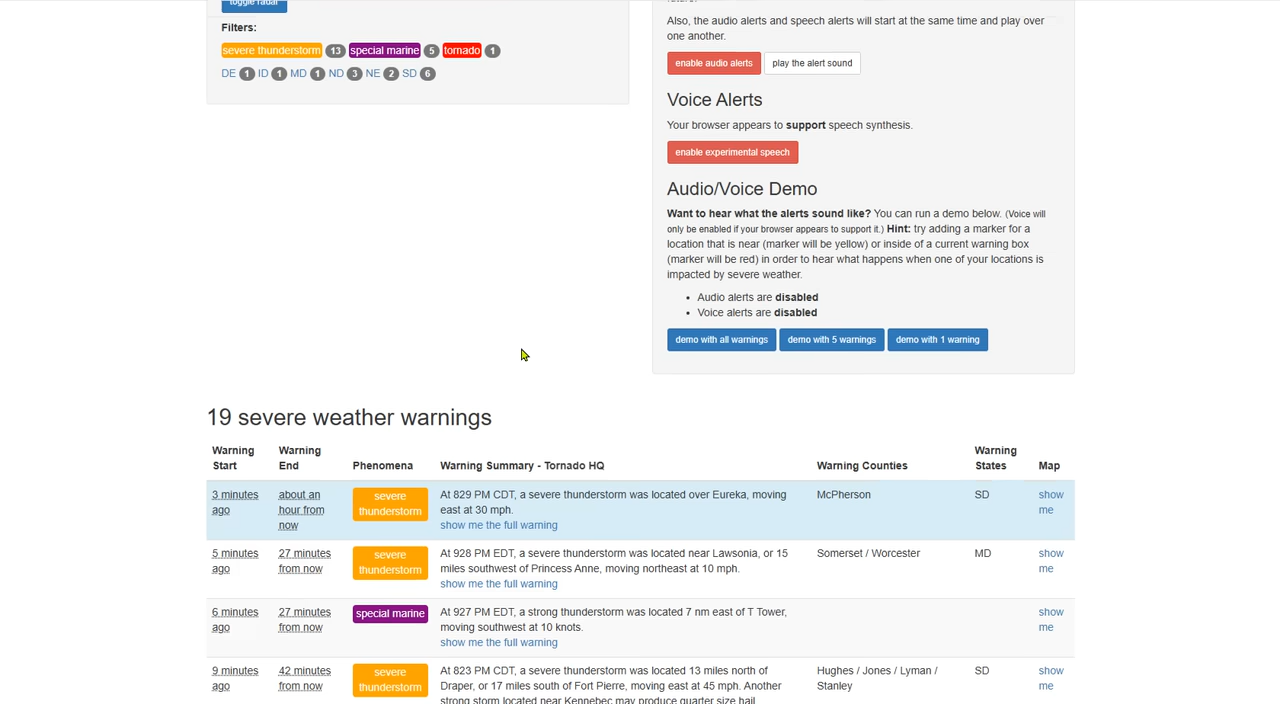 toggle radar
Filters:
severe thunderstorm 13 special marine 5 tornado 1
DE 1 ID 1 MD 1 ND 3 NE 2 SD 6
Also, the audio alerts and speech alerts will start at the same time and play over
one another.
enable audio alerts play the alert sound
Voice Alerts
Your browser appears to support speech synthesis.
enable experimental speech
Audio/Voice Demo
Want to hear what the alerts sound like? You can run a demo below. (Voice will
only be enabled if your browser appears to support it.) Hint: try adding a marker for a
location that is near (marker will be yellow) or inside of a current warning box
(marker will be red) in order to hear what happens when one of your locations is
impacted by severe weather.
Audio alerts are disabled
Voice alerts are disabled
demo with all warnings demo with 5 warnings demo with 1 warning
19 severe weather warnings
Warning Start Warning End Phenomena Warning Summary - Tornado HQ Warning Counties Warning States Map
3 minutes ago about an hour from now severe thunderstorm At 829 PM CDT, a severe thunderstorm was located over Eureka, moving east at 30 mph. McPherson SD show me
show me the full warning
5 minutes ago 27 minutes from now severe thunderstorm At 928 PM EDT, a severe thunderstorm was located near Lawsonia, or 15 miles southwest of Princess Anne, moving northeast at 10 mph. Somerset / Worcester MD show me
show me the full warning
6 minutes ago 27 minutes from now special marine At 927 PM EDT, a strong thunderstorm was located 7 nm east of T Tower, moving southwest at 10 knots. show me
show me the full warning
9 minutes ago 42 minutes from now severe thunderstorm At 823 PM CDT, a severe thunderstorm was located 13 miles north of Draper, or 17 miles south of Fort Pierre, moving east at 45 mph. Another strong storm located near Kennebec may produce quarter size hail. Hughes / Jones / Lyman / Stanley SD show me